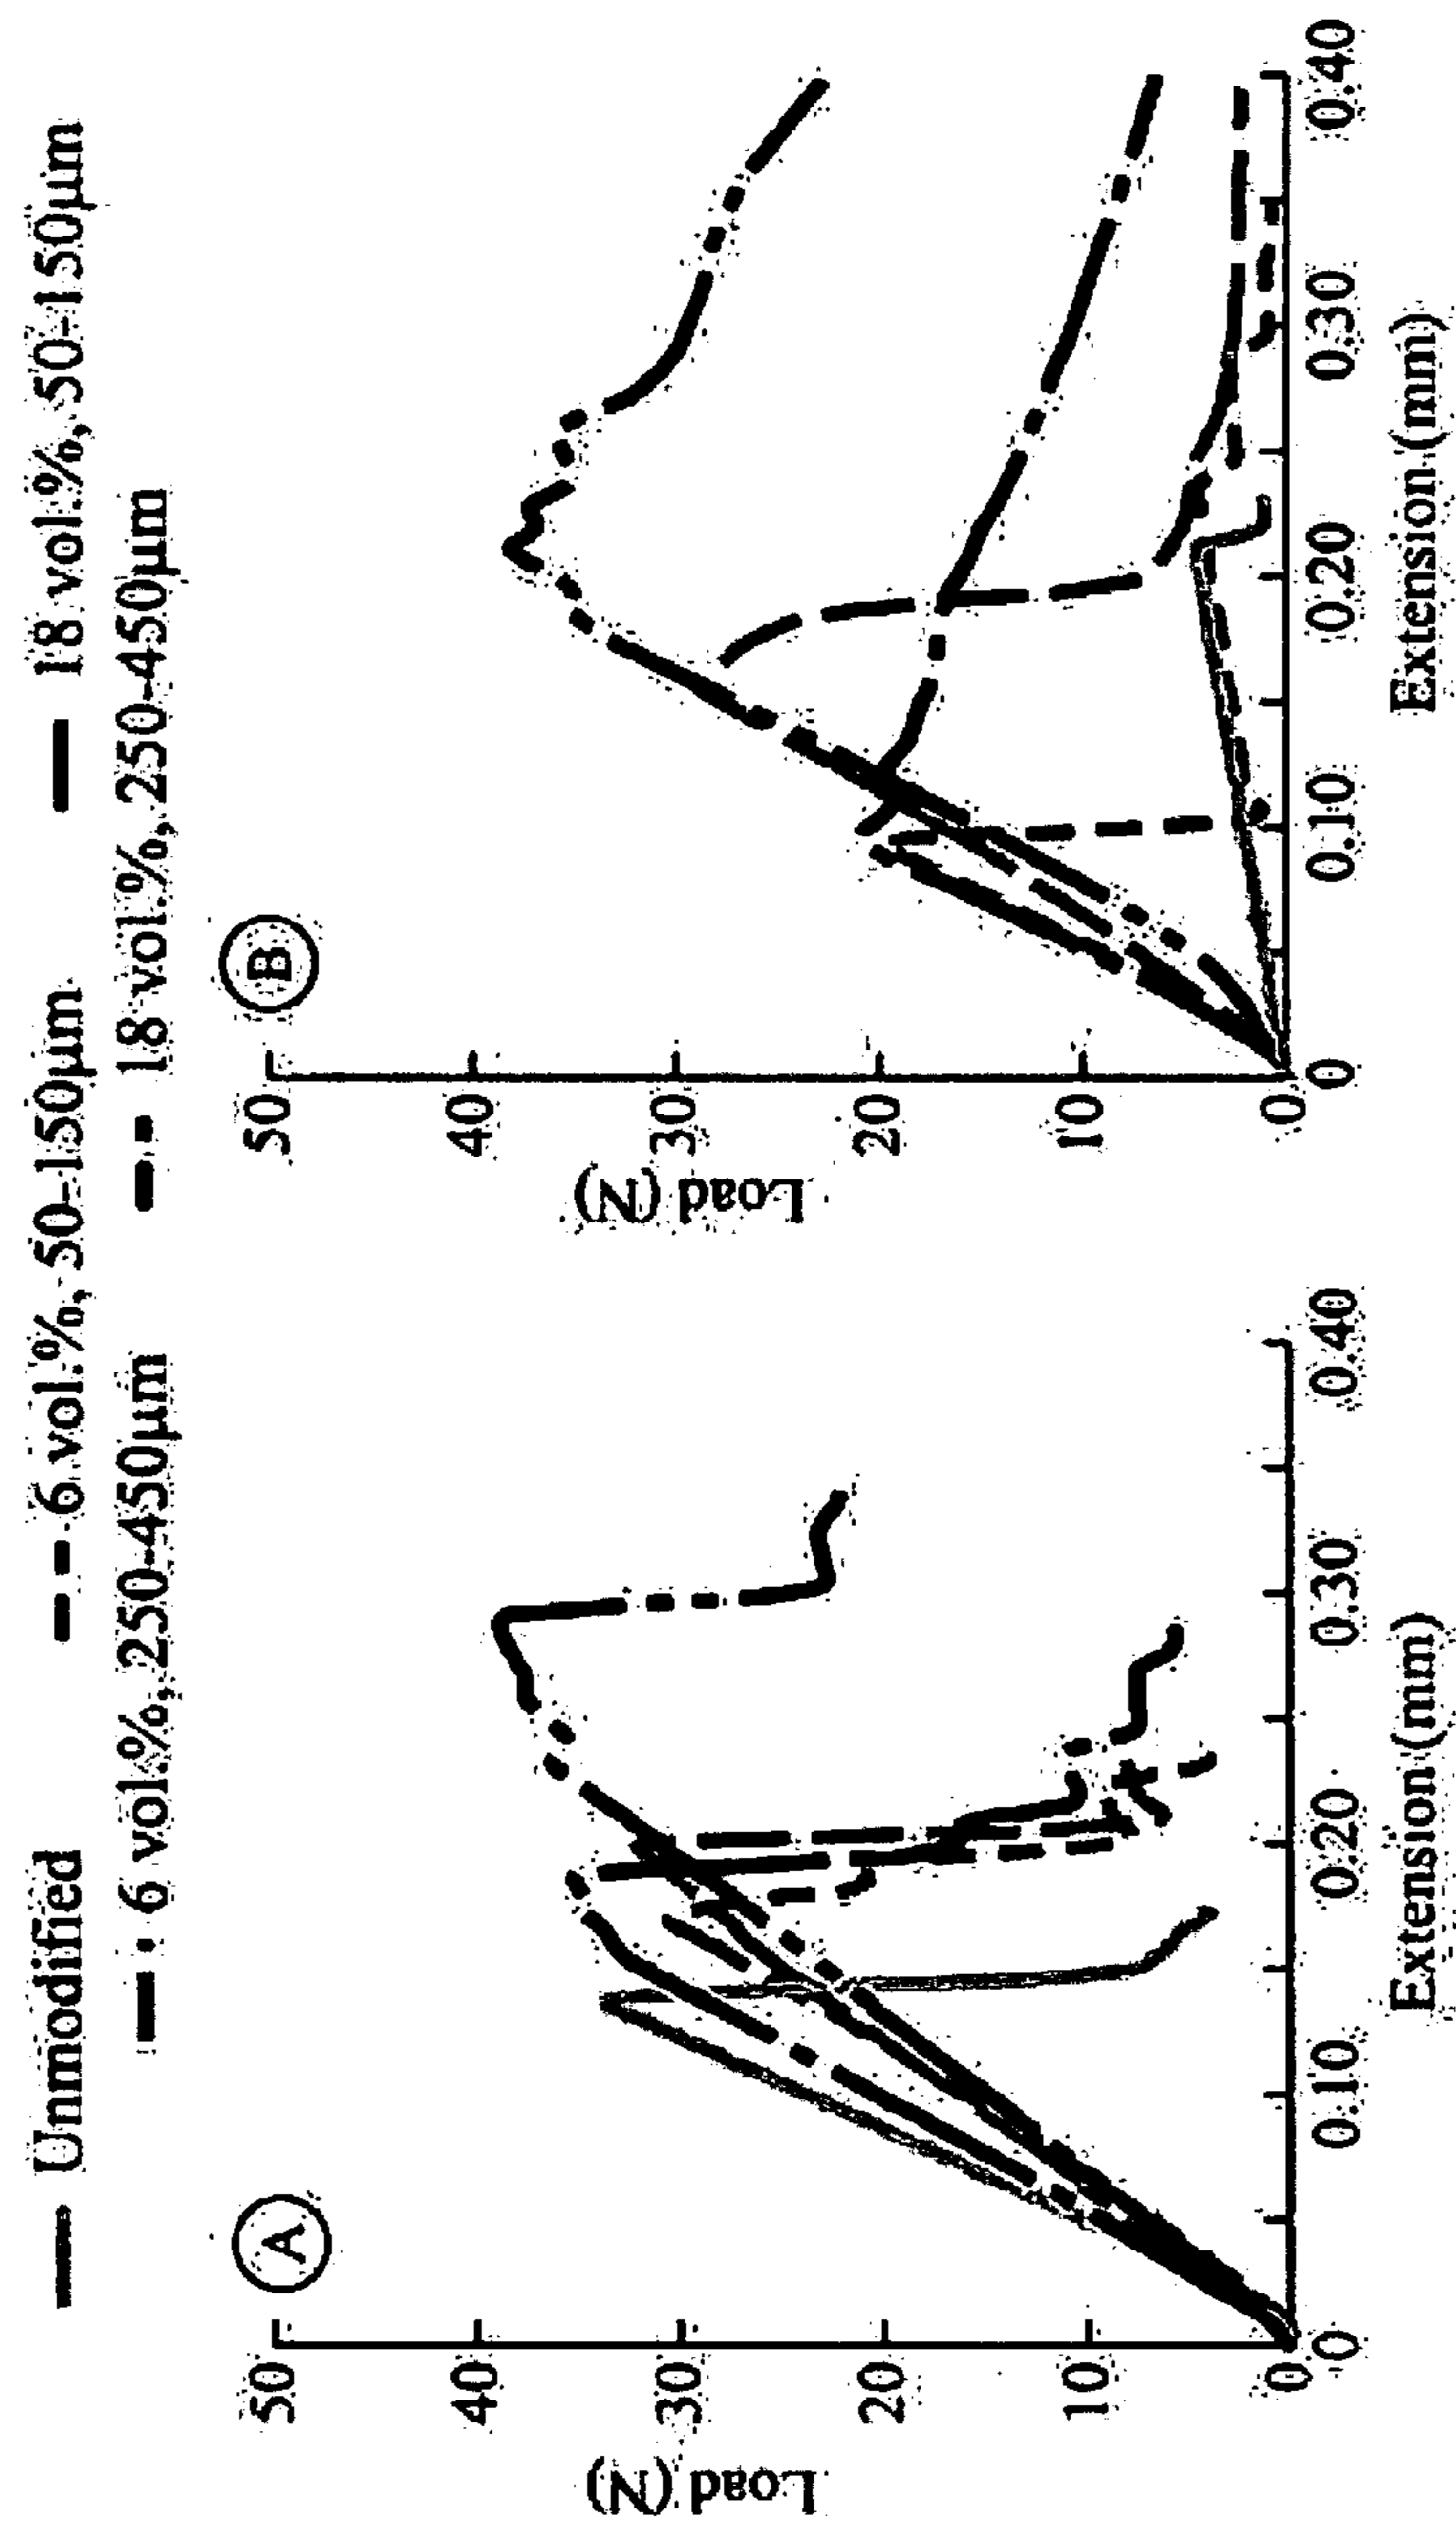 Unmodified 6 vol.%, 50-150µm 18 vol.%, 50-150µm
6 vol.%, 250-450µm 18 vol.%, 250-450µm
A
50
40
30
20
10
0
Load (N)
0 0.10 0.20 0.30 0.40
Extension (mm)
B
50
40
30
20
10
0
Load (N)
0 0.10 0.20 0.30 0.40
Extension (mm)